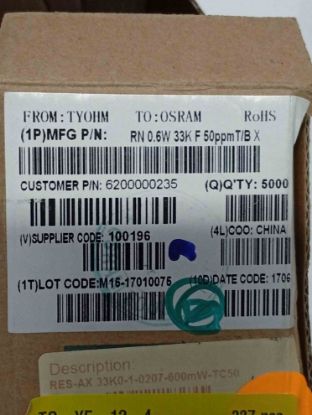 FROM:TYOHM TO:OSRAM RoHS
(1P)MFG P/N: RN 0.6W 33K F 50ppmT/B X
CUSTOMER P/N: 6200000235 (Q)Q'TY: 5000
(V)SUPPLIER CODE: 100196 (4L)COO: CHINA
(1T)LOT CODE:M15-17010075 (10D)DATE CODE: 1706
Description:
RES-AX 33K0-1-0207-600mW-TC50